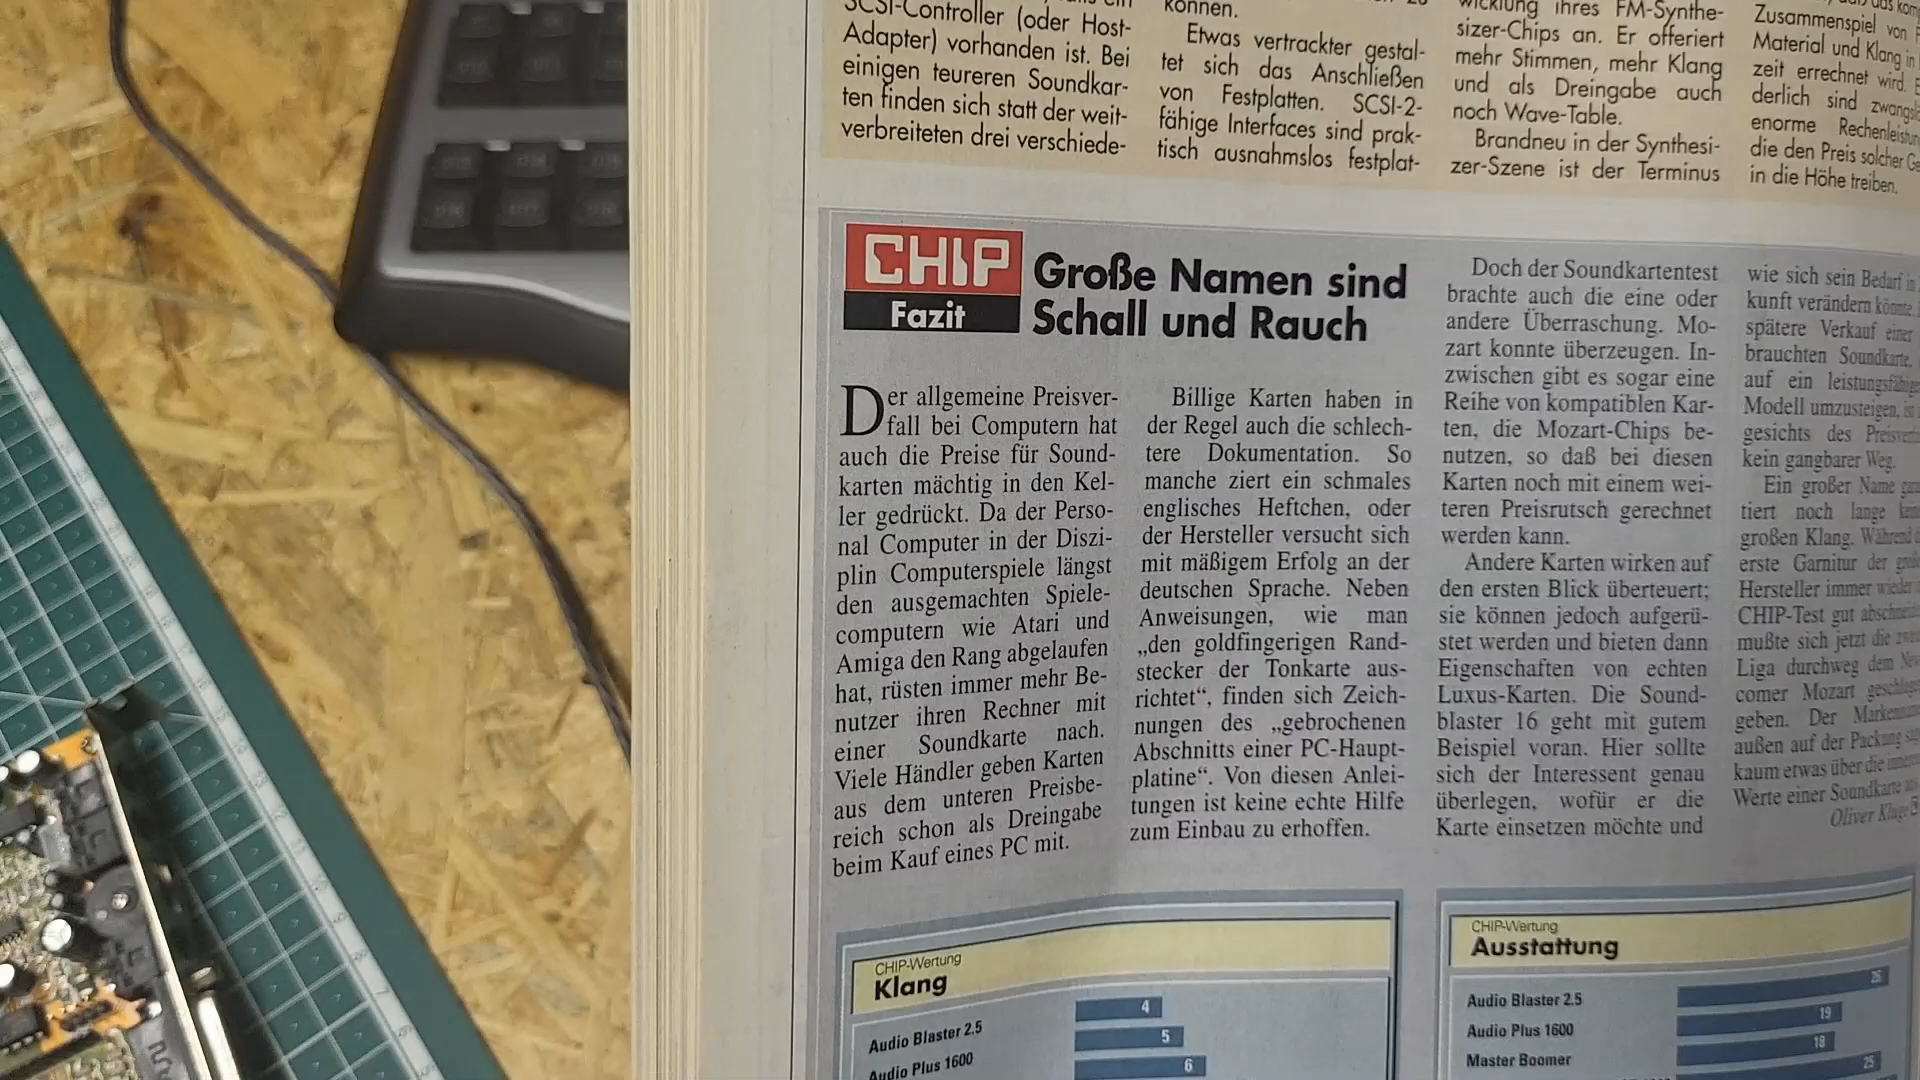 SCSI-Controller (oder Host-
Adapter) vorhanden ist. Bei
einigen teureren Soundkar-
ten finden sich statt der weit-
verbreiteten drei verschiede-
können.
Etwas vertrackter gestal-
tet sich das Anschließen
von Festplatten. SCSI-2-
fähige Interfaces sind prak-
tisch ausnahmslos festplat-
wicklung ihres FM-Synthe-
sizer-Chips an. Er offeriert
mehr Stimmen, mehr Klang
und als Dreingabe auch
noch Wave-Table.
Brandneu in der Synthesi-
zer-Szene ist der Terminus
Zusammenspiel von
Material und Klang in
zeit errechnet wird.
derlich sind
enorme Rechenleistun
die den Preis solcher
in die Höhe treiben.
CHIP
Fazit
Große Namen sind
Schall und Rauch
Der allgemeine Preisver-
fall bei Computern hat
auch die Preise für Sound-
karten mächtig in den Kel-
ler gedrückt. Da der Perso-
nal Computer in der Diszi-
plin Computerspiele längst
den ausgemachten Spiele-
computern wie Atari und
Amiga den Rang abgelaufen
hat, rüsten immer mehr Be-
nutzer ihren Rechner mit
einer Soundkarte nach.
Viele Händler geben Karten
aus dem unteren Preisbe-
reich schon als Dreingabe
beim Kauf eines PC mit.
Billige Karten haben in
der Regel auch die schlech-
tere Dokumentation. So
manche ziert ein schmales
englisches Heftchen, oder
der Hersteller versucht sich
mit mäßigem Erfolg an der
deutschen Sprache. Neben
Anweisungen, wie man
„den goldfingerigen Rand-
stecker der Tonkarte aus-
richtet“, finden sich Zeich-
nungen des „gebrochenen
Abschnitts einer PC-Haupt-
platine“. Von diesen Anlei-
tungen ist keine echte Hilfe
zum Einbau zu erhoffen.
Doch der Soundkartentest
brachte auch die eine oder
andere Überraschung. Mo-
zart konnte überzeugen. In-
zwischen gibt es sogar eine
Reihe von kompatiblen Kar-
ten, die Mozart-Chips be-
nutzen, so daß bei diesen
Karten noch mit einem wei-
teren Preisrutsch gerechnet
werden kann.
Andere Karten wirken auf
den ersten Blick überteuert;
sie können jedoch aufgerü-
stet werden und bieten dann
Eigenschaften von echten
Luxus-Karten. Die Sound-
blaster 16 geht mit gutem
Beispiel voran. Hier sollte
sich der Interessent genau
überlegen, wofür er die
Karte einsetzen möchte und
wie sich sein Bedarf in
kunft verändern könnte.
spätere Verkauf einer
brauchten Soundkarte,
auf ein
Modell umzusteigen, ist
gesichts des
kein gangbarer Weg.
Ein großer Name
tiert noch lange
großen Klang. Während
erste Garnitur der
Hersteller immer wieder
CHIP-Test gut
mußte sich jetzt die
Liga durchweg dem
comer Mozart
geben. Der
außen auf der Packung
kaum etwas über die
Werte einer Soundkarte
Oliver Kluge
CHIP-Wertung
Klang
Audio Blaster 2.5 4
Audio Plus 1600 5
6
CHIP-Wertung
Ausstattung
Audio Blaster 2.5
Audio Plus 1600 19
Master Boomer 18
25